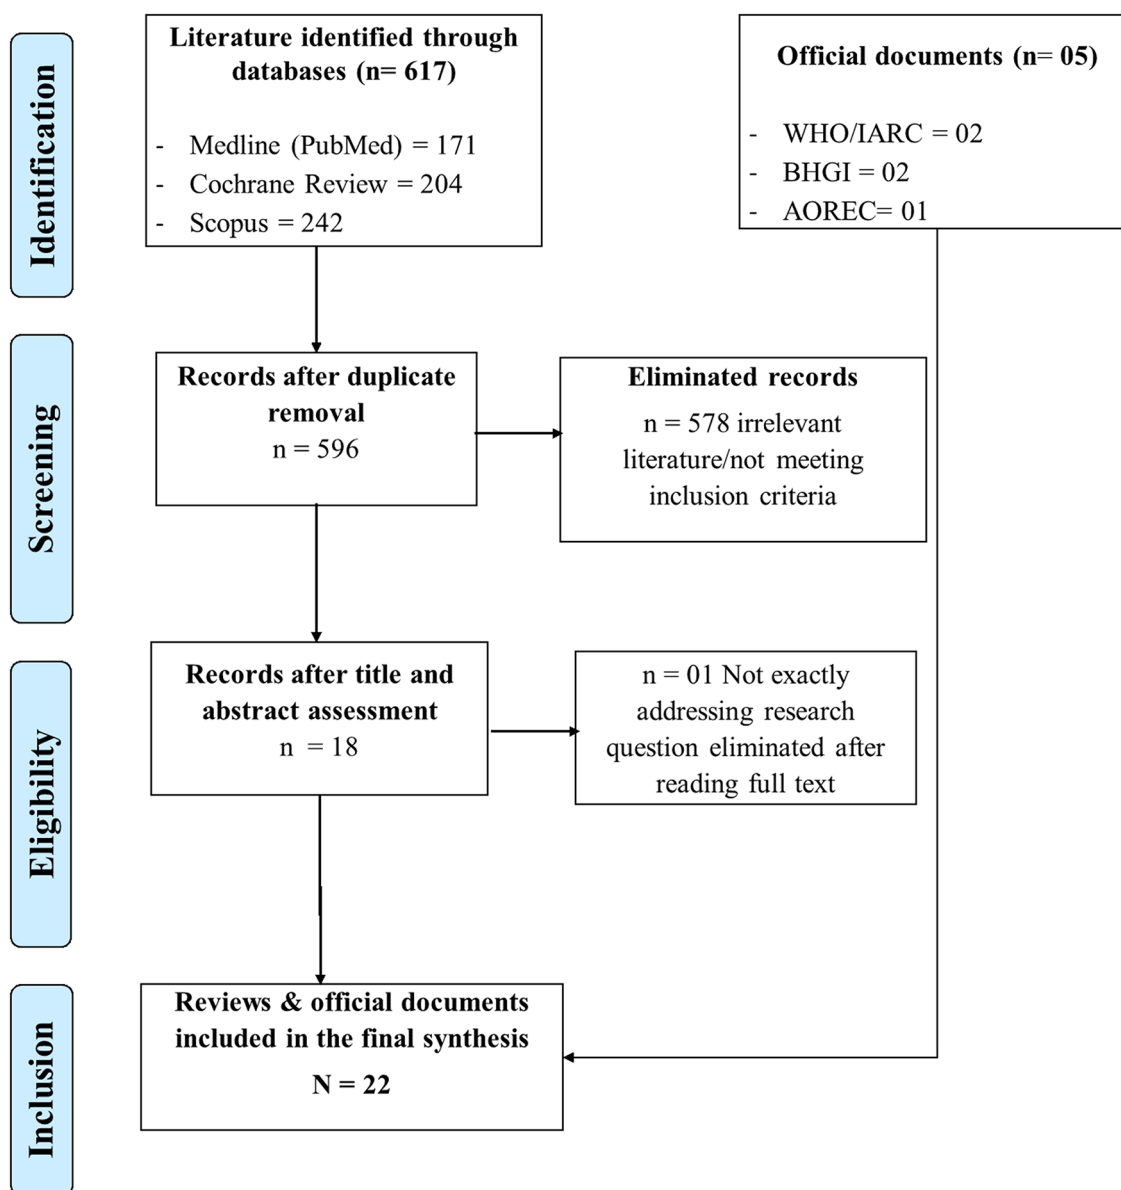 Identification
Literature identified through
databases (n= 617)
- Medline (PubMed) = 171
- Cochrane Review = 204
- Scopus = 242
Official documents (n= 05)
- WHO/IARC = 02
- BHGI = 02
- AOREC= 01
Screening
Records after duplicate
removal
n = 596
Eliminated records
n = 578 irrelevant
literature/not meeting
inclusion criteria
Eligibility
Records after title and
abstract assessment
n = 18
n = 01 Not exactly
addressing research
question eliminated after
reading full text
Inclusion
Reviews & official documents
included in the final synthesis
N = 22